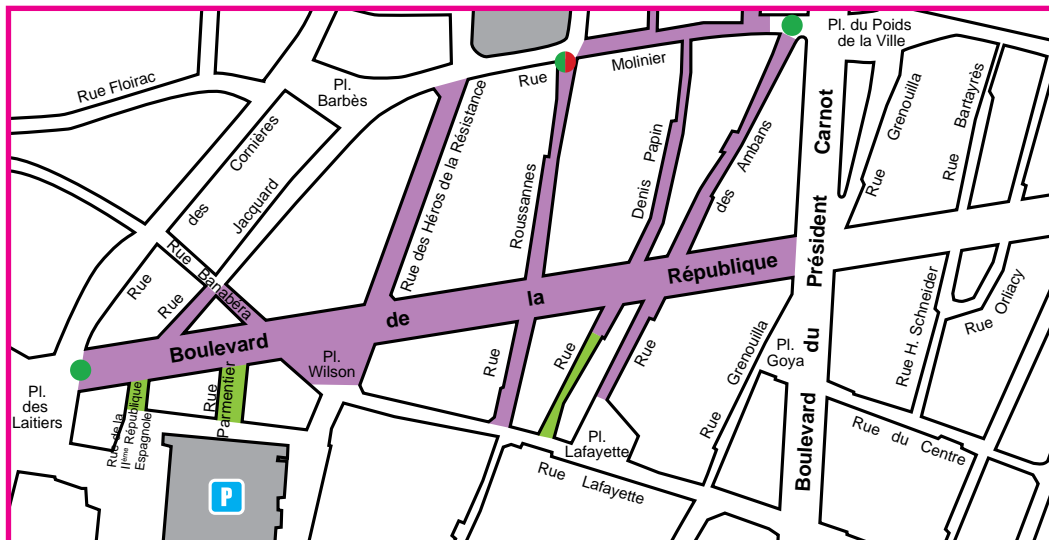 Pl. du Poids
de la Ville
Rue Floirac
Pl.
Barbès
Rue
Molinier
Rue des Cornières
Rue Jacquard
Rue Banabéra
Rue des Héros de la Résistance
Rue Roussannes
Rue Denis Papin
Rue des Ambans
Boulevard du Président Carnot
Rue Grenouilla
Rue Bartayrès
Boulevard de la République
Pl.
Wilson
Pl.
des
Laitiers
Rue de la
IIème République
Espagnole
Rue
Parmentier
P
Rue Grenouilla
Pl.
Goya
Rue H. Schneider
Rue Orliacy
Pl.
Lafayette
Rue Lafayette
Rue du Centre